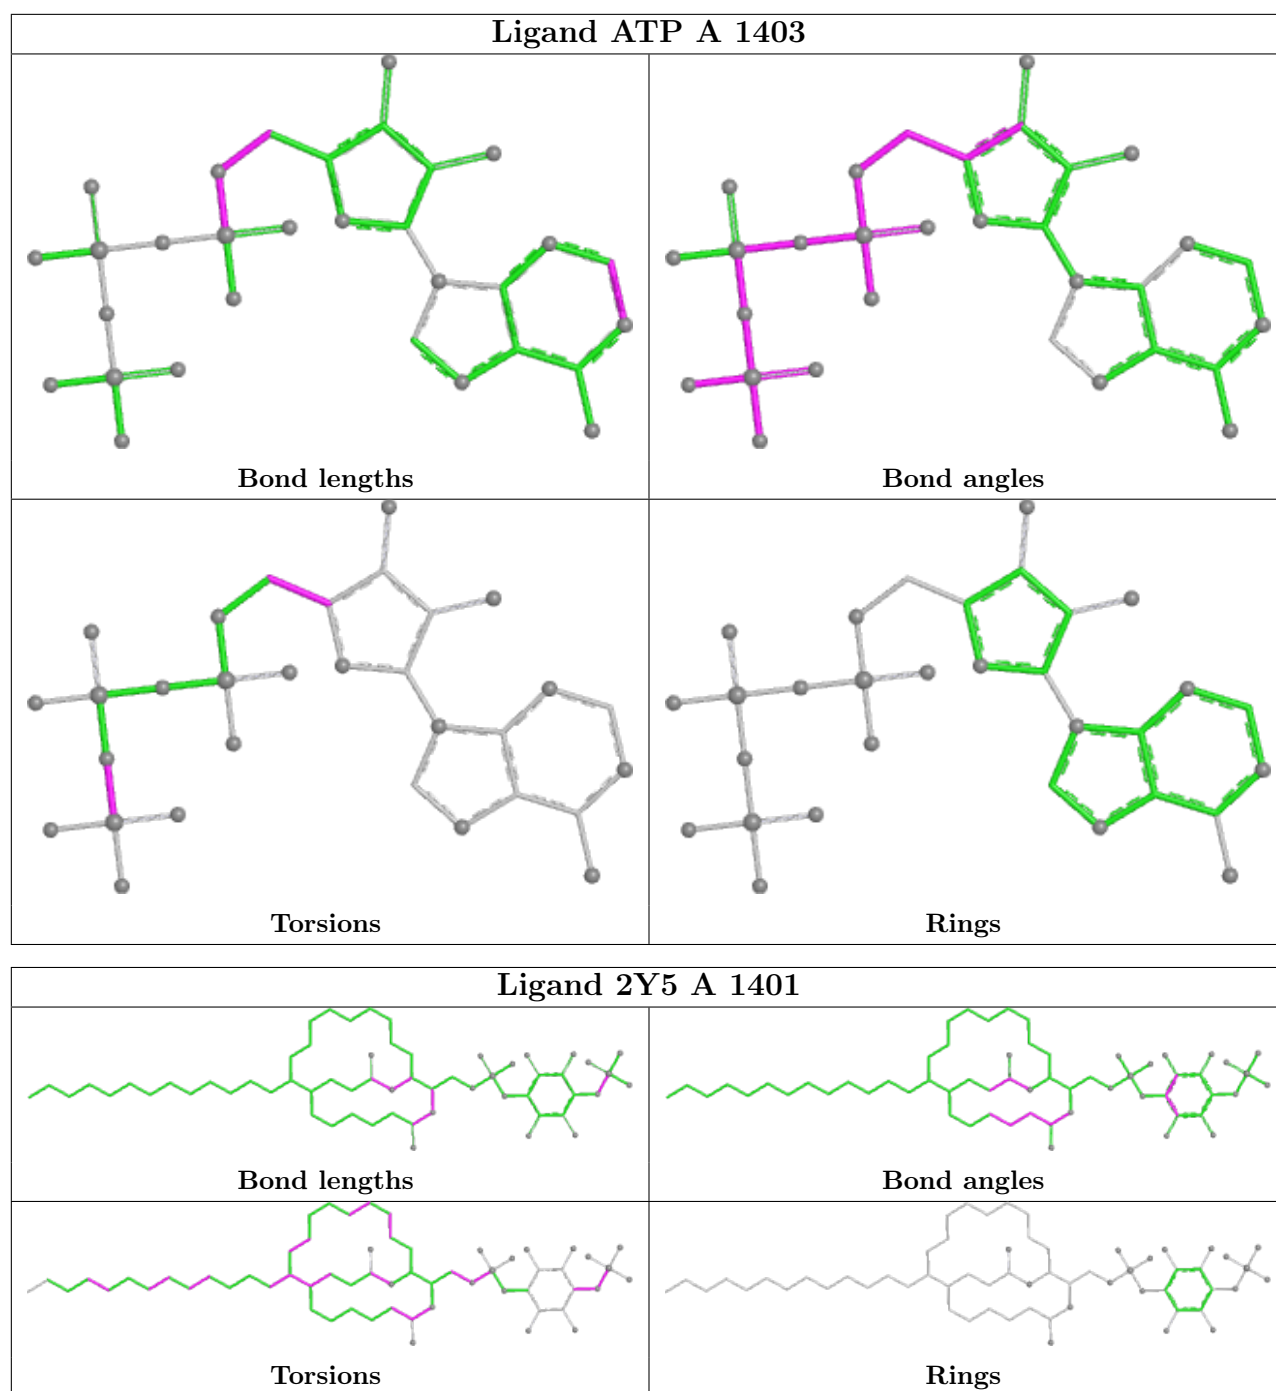 Ligand ATP A 1403
Bond lengths
Bond angles
Torsions
Rings
Ligand 2Y5 A 1401
Bond lengths
Bond angles
Torsions
Rings